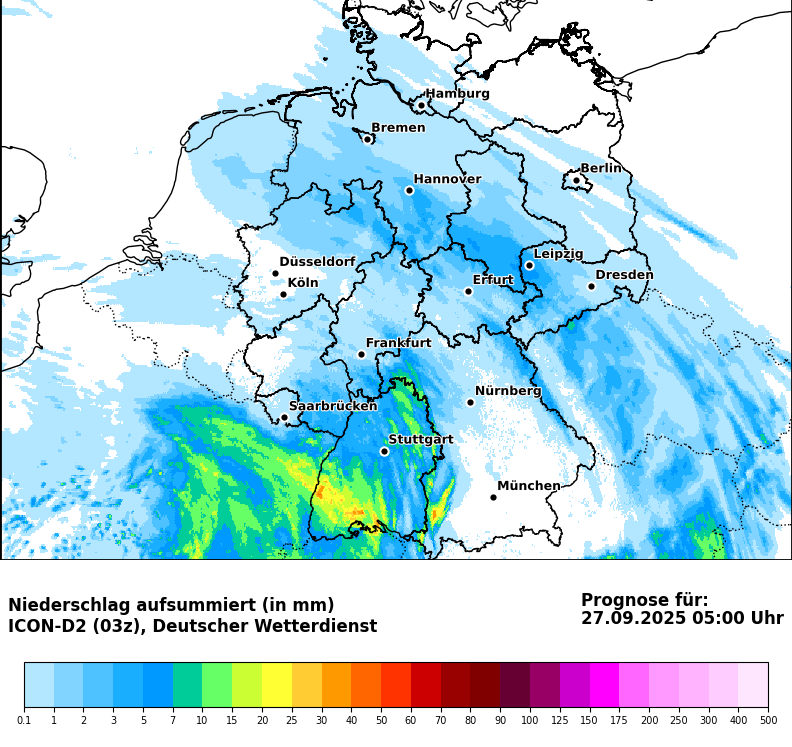 Hamburg
Bremen
Berlin
Hannover
Leipzig
Düsseldorf
Dresden
Köln
Erfurt
Frankfurt
Nürnberg
Saarbrücken
Stuttgart
München
Niederschlag aufsummiert (in mm)
ICON-D2 (03z), Deutscher Wetterdienst
Prognose für:
27.09.2025 05:00 Uhr
0.1 1 2 3 5 7 10 15 20 25 30 40 50 60 70 80 90 100 125 150 175 200 250 300 400 500